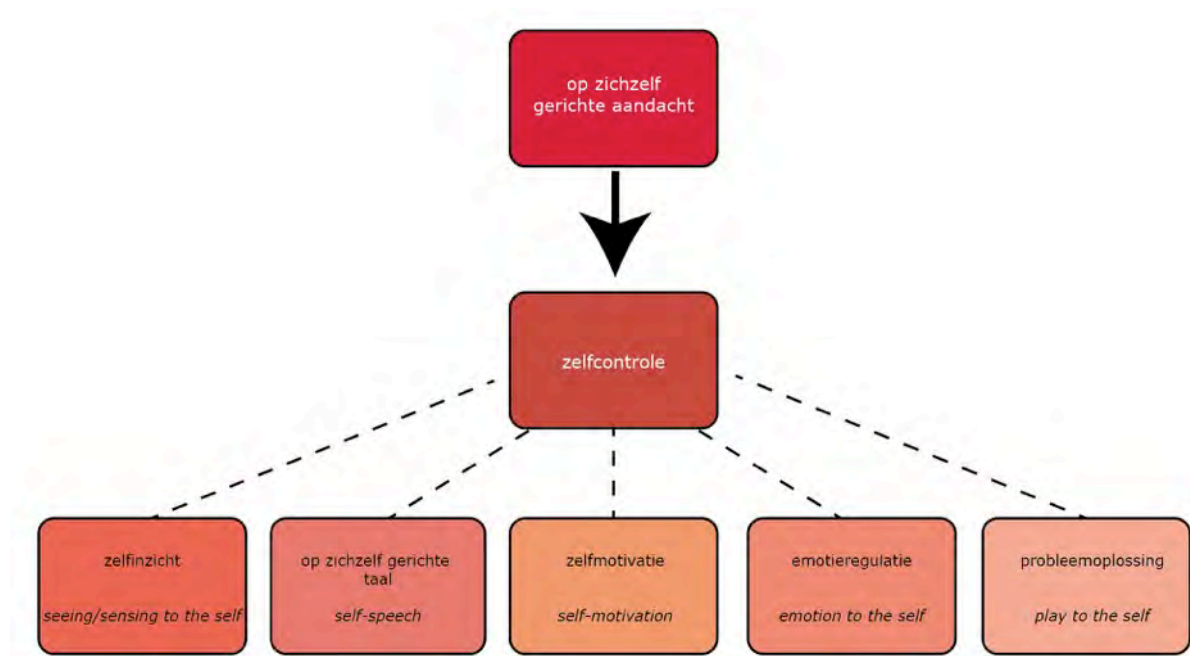 op zichzelf
gerichte aandacht
zelfcontrole
zelfinzicht
seeing/sensing to the self
op zichzelf gerichte
taal
self-speech
zelfmotivatie
self-motivation
emotieregulatie
emotion to the self
probleemoplossing
play to the self